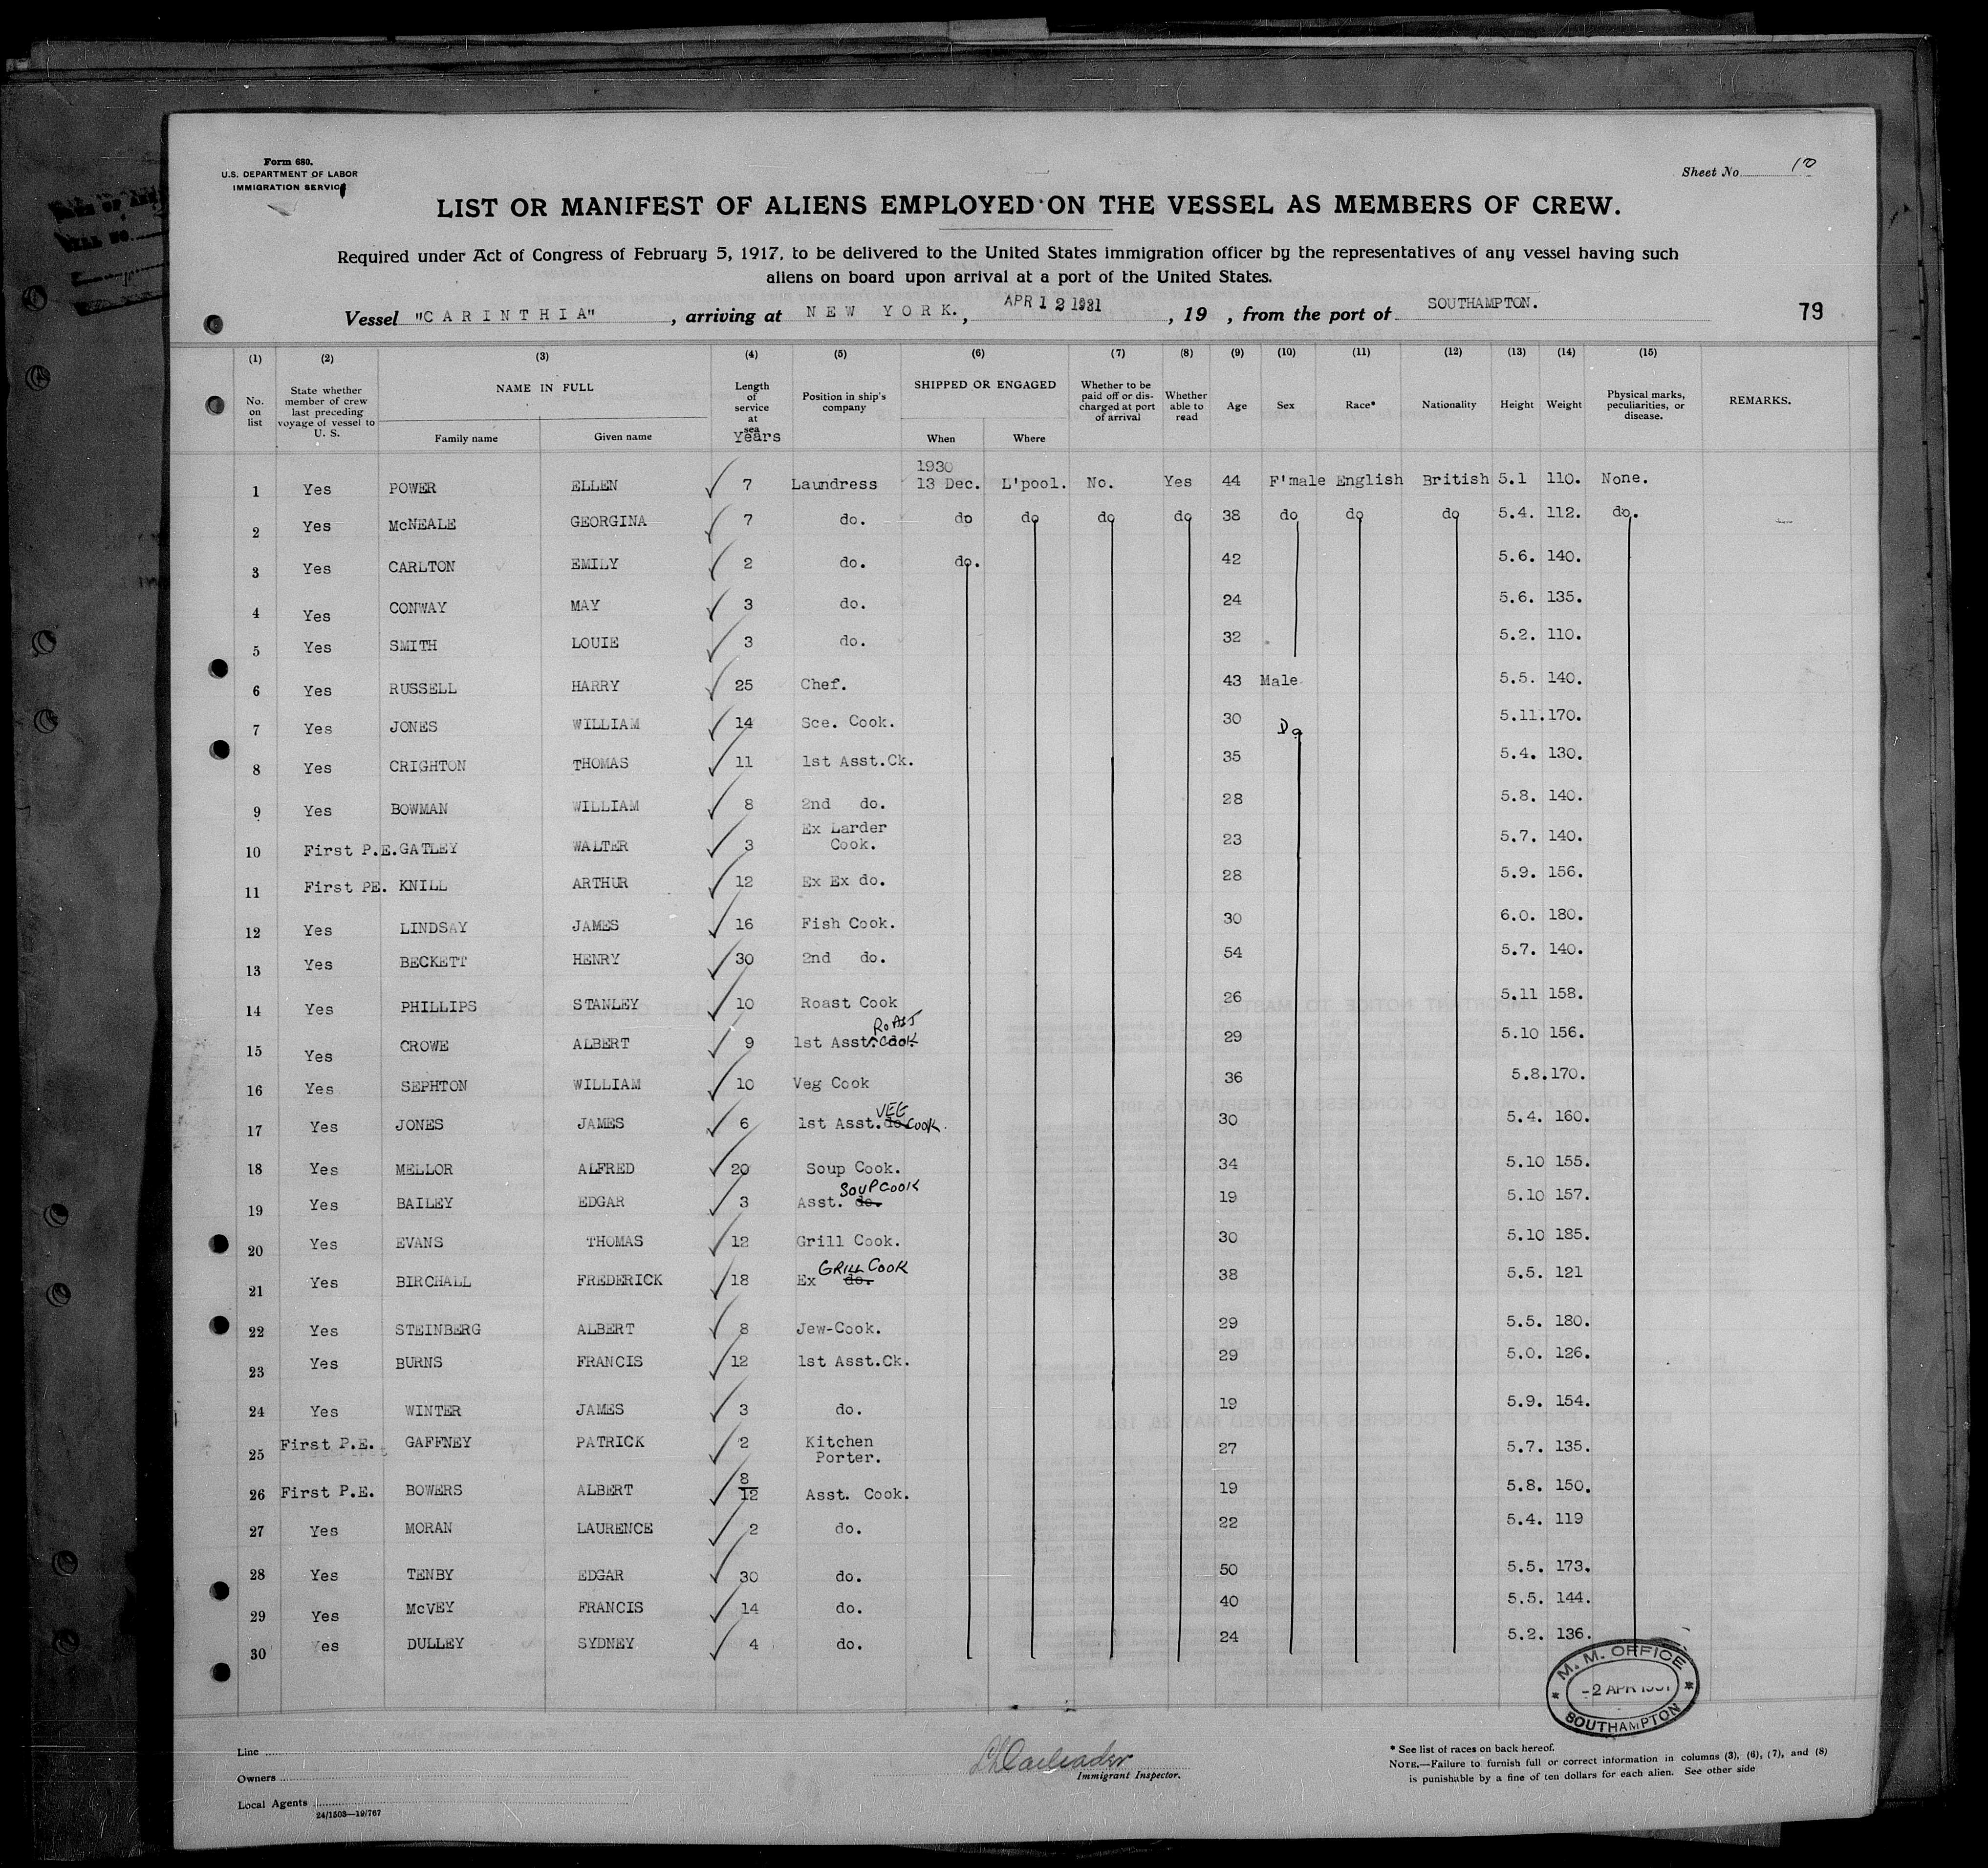 Form 680.
U.S. DEPARTMENT OF LABOR
IMMIGRATION SERVICE
Sheet No. 10
LIST OR MANIFEST OF ALIENS EMPLOYED ON THE VESSEL AS MEMBERS OF CREW.
Required under Act of Congress of February 5, 1917, to be delivered to the United States immigration officer by the representatives of any vessel having such
aliens on board upon arrival at a port of the United States.
Vessel "CARINTHIA", arriving at NEW YORK., APR 12 1931, 19 , from the port of SOUTHAMPTON. 79
(1) (2) (3) (4) (5) (6) (7) (8) (9) (10) (11) (12) (13) (14) (15)
No. on list State whether member of crew last preceding voyage of vessel to U. S. NAME IN FULL Family name Given name Length of service at sea Years Position in ship's company SHIPPED OR ENGAGED When Where Whether to be paid off or discharged at port of arrival Whether able to read Age Sex Race* Nationality Height Weight Physical marks, peculiarities, or disease. REMARKS.
1930
1 Yes POWER ELLEN 7 Laundress 13 Dec. L'pool. No. Yes 44 F'male English British 5.1 110. None.
2 Yes McNEALE GEORGINA 7 do. do do do do 38 do do do 5.4. 112. do.
3 Yes CARLTON EMILY 2 do. do. 42 5.6. 140.
4 Yes CONWAY MAY 3 do. 24 5.6. 135.
5 Yes SMITH LOUIE 3 do. 32 5.2. 110.
6 Yes RUSSELL HARRY 25 Chef. 43 Male 5.5. 140.
7 Yes JONES WILLIAM 14 Sce. Cook. 30 Do 5.11. 170.
8 Yes CRIGHTON THOMAS 11 1st Asst.Ck. 35 5.4. 130.
9 Yes BOWMAN WILLIAM 8 2nd do. 28 5.8. 140.
10 First P.E. GATLEY WALTER 3 Ex Larder Cook. 23 5.7. 140.
11 First PE. KNILL ARTHUR 12 Ex Ex do. 28 5.9. 156.
12 Yes LINDSAY JAMES 16 Fish Cook. 30 6.0. 180.
13 Yes BECKETT HENRY 30 2nd do. 54 5.7. 140.
14 Yes PHILLIPS STANLEY 10 Roast Cook 26 5.11 158.
15 Yes CROWE ALBERT 9 1st Asst. ROAST COOK 29 5.10 156.
16 Yes SEPHTON WILLIAM 10 Veg Cook 36 5.8. 170.
17 Yes JONES JAMES 6 1st Asst. do VEG COOK. 30 5.4. 160.
18 Yes MELLOR ALFRED 20 Soup Cook. 34 5.10 155.
19 Yes BAILEY EDGAR 3 Asst. do. SOUP COOK 19 5.10 157.
20 Yes EVANS THOMAS 12 Grill Cook. 30 5.10 185.
21 Yes BIRCHALL FREDERICK 18 Ex do. GRILL COOK 38 5.5. 121
22 Yes STEINBERG ALBERT 8 Jew-Cook. 29 5.5. 180.
23 Yes BURNS FRANCIS 12 1st Asst.Ck. 29 5.0. 126.
24 Yes WINTER JAMES 3 do. 19 5.9. 154.
25 First P.E. GAFFNEY PATRICK 2 Kitchen Porter. 27 5.7. 135.
26 First P.E. BOWERS ALBERT 8/12 Asst. Cook. 19 5.8. 150.
27 Yes MORAN LAURENCE 2 do. 22 5.4. 119
28 Yes TENBY EDGAR 30 do. 50 5.5. 173.
29 Yes McVEY FRANCIS 14 do. 40 5.5. 144.
30 Yes DULLEY SYDNEY 4 do. 24 5.2. 136.
M. M. OFFICE
-2 APR 1931
SOUTHAMPTON
Line
Owners
Local Agents
24/1503—19/767
Immigrant Inspector.
* See list of races on back hereof.
NOTE.—Failure to furnish full or correct information in columns (3), (6), (7), and (8)
is punishable by a fine of ten dollars for each alien. See other side